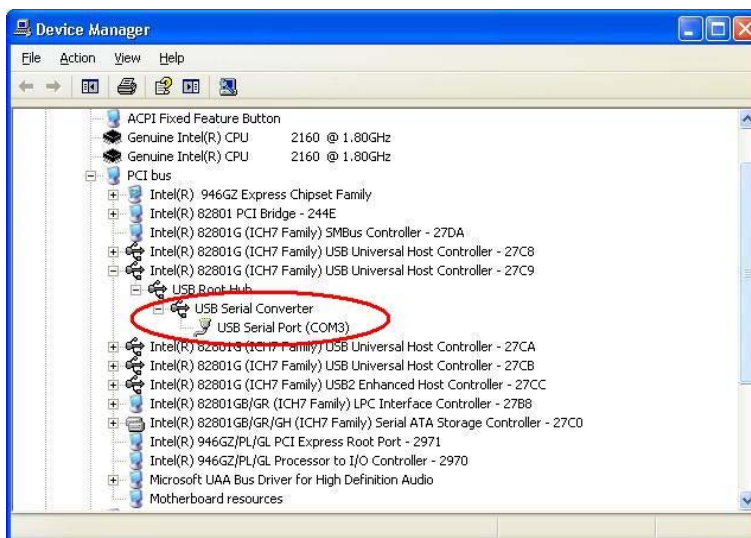 Device Manager
File Action View Help
ACPI Fixed Feature Button
Genuine Intel(R) CPU 2160 @ 1.80GHz
Genuine Intel(R) CPU 2160 @ 1.80GHz
PCI bus
Intel(R) 946GZ Express Chipset Family
Intel(R) 82801 PCI Bridge - 244E
Intel(R) 82801G (ICH7 Family) SMBus Controller - 27DA
Intel(R) 82801G (ICH7 Family) USB Universal Host Controller - 27C8
Intel(R) 82801G (ICH7 Family) USB Universal Host Controller - 27C9
USB Root Hub
USB Serial Converter
USB Serial Port (COM3)
Intel(R) 82801G (ICH7 Family) USB Universal Host Controller - 27CA
Intel(R) 82801G (ICH7 Family) USB Universal Host Controller - 27CB
Intel(R) 82801G (ICH7 Family) USB2 Enhanced Host Controller - 27CC
Intel(R) 82801GB/GR (ICH7 Family) LPC Interface Controller - 27B8
Intel(R) 82801GB/GR/GH (ICH7 Family) Serial ATA Storage Controller - 27C0
Intel(R) 946GZ/PL/GL PCI Express Root Port - 2971
Intel(R) 946GZ/PL/GL Processor to I/O Controller - 2970
Microsoft UAA Bus Driver for High Definition Audio
Motherboard resources